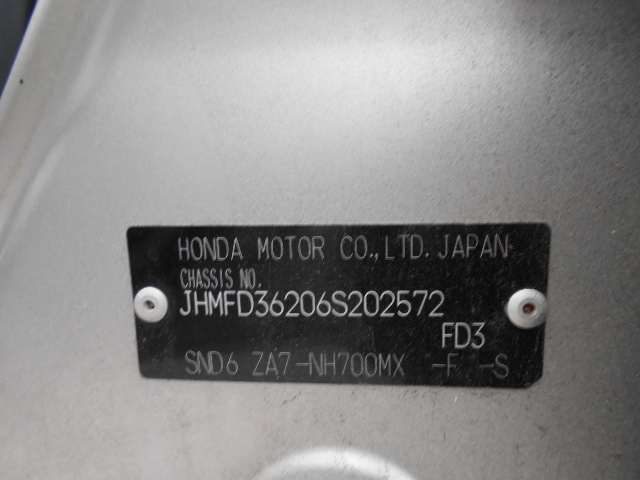 HONDA MOTOR CO.,LTD. JAPAN
CHASSIS NO.
JHMFD36206S202572
FD3
SND6 ZA7-NH700MX -F -S